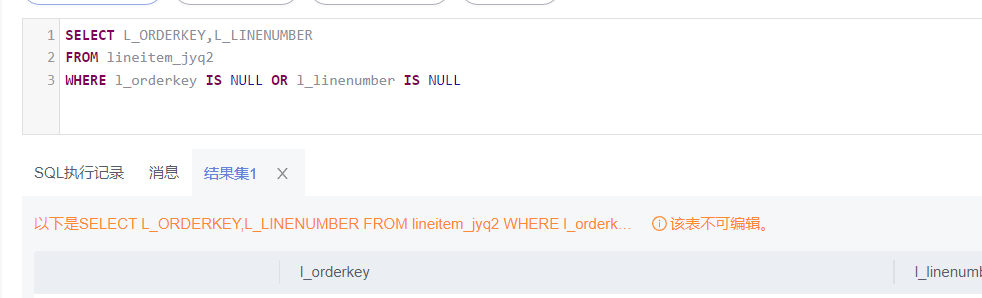 1 SELECT L_ORDERKEY,L_LINENUMBER
2 FROM lineitem_jyq2
3 WHERE l_orderkey IS NULL OR l_linenumber IS NULL
SQL执行记录 消息 结果集1
以下是SELECT L_ORDERKEY,L_LINENUMBER FROM lineitem_jyq2 WHERE l_orderk... 该表不可编辑。
l_orderkey l_linenumb